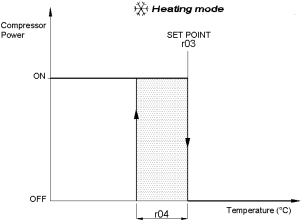 Heating mode
Compressor
Power
SET POINT
r03
ON
OFF
r04
Temperature (°C)